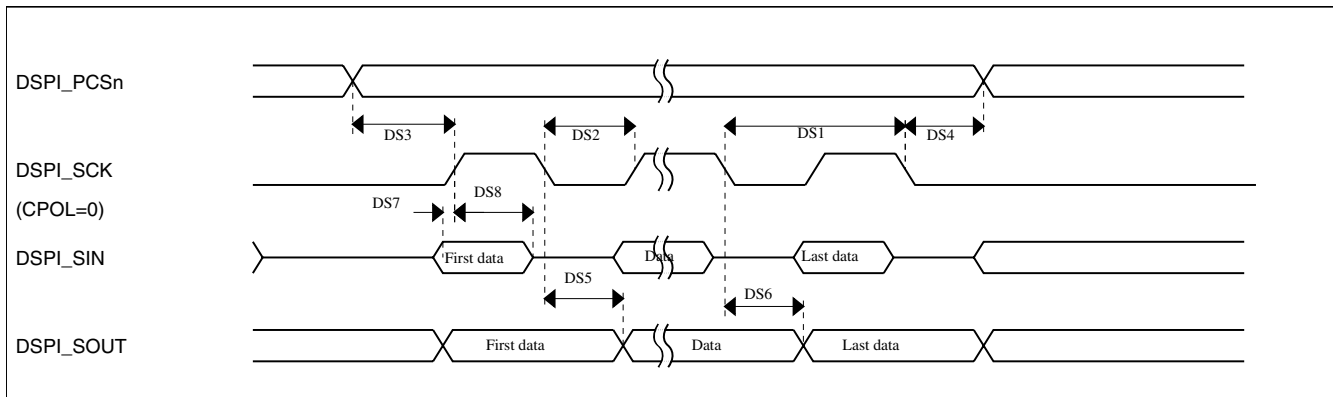 DSPI_PCSn
DS3
DS2
DS1
DS4
DSPI_SCK
(CPOL=0)
DS7
DS8
DSPI_SIN
First data
Data
Last data
DS5
DS6
DSPI_SOUT
First data
Data
Last data